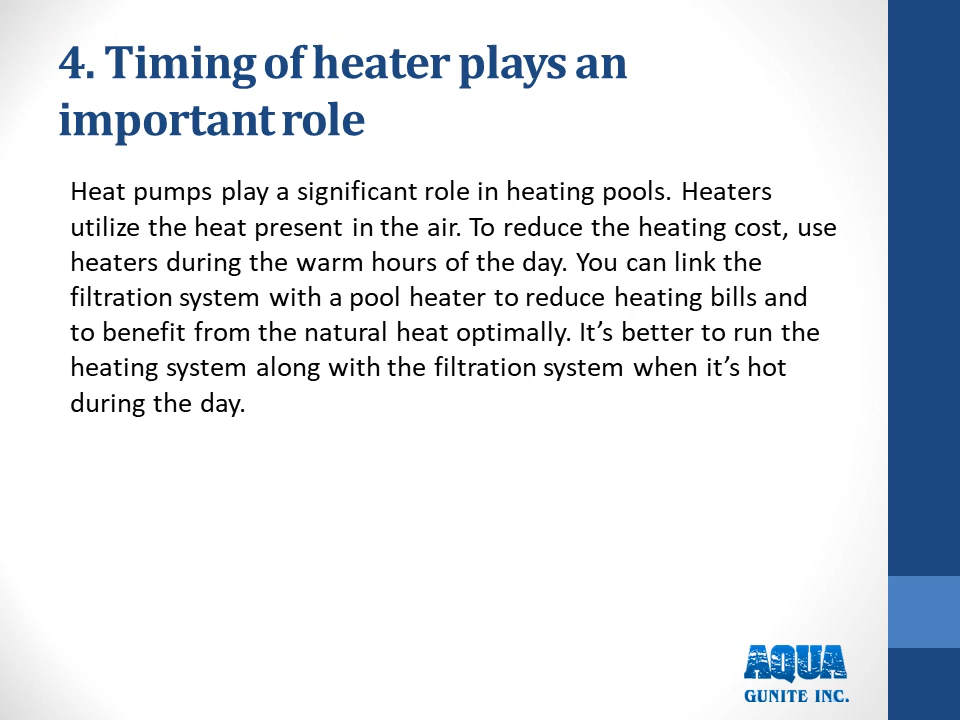 4. Timing of heater plays an
important role
Heat pumps play a significant role in heating pools. Heaters
utilize the heat present in the air. To reduce the heating cost, use
heaters during the warm hours of the day. You can link the
filtration system with a pool heater to reduce heating bills and
to benefit from the natural heat optimally. It’s better to run the
heating system along with the filtration system when it’s hot
during the day.
AQUA
GUNITE INC.